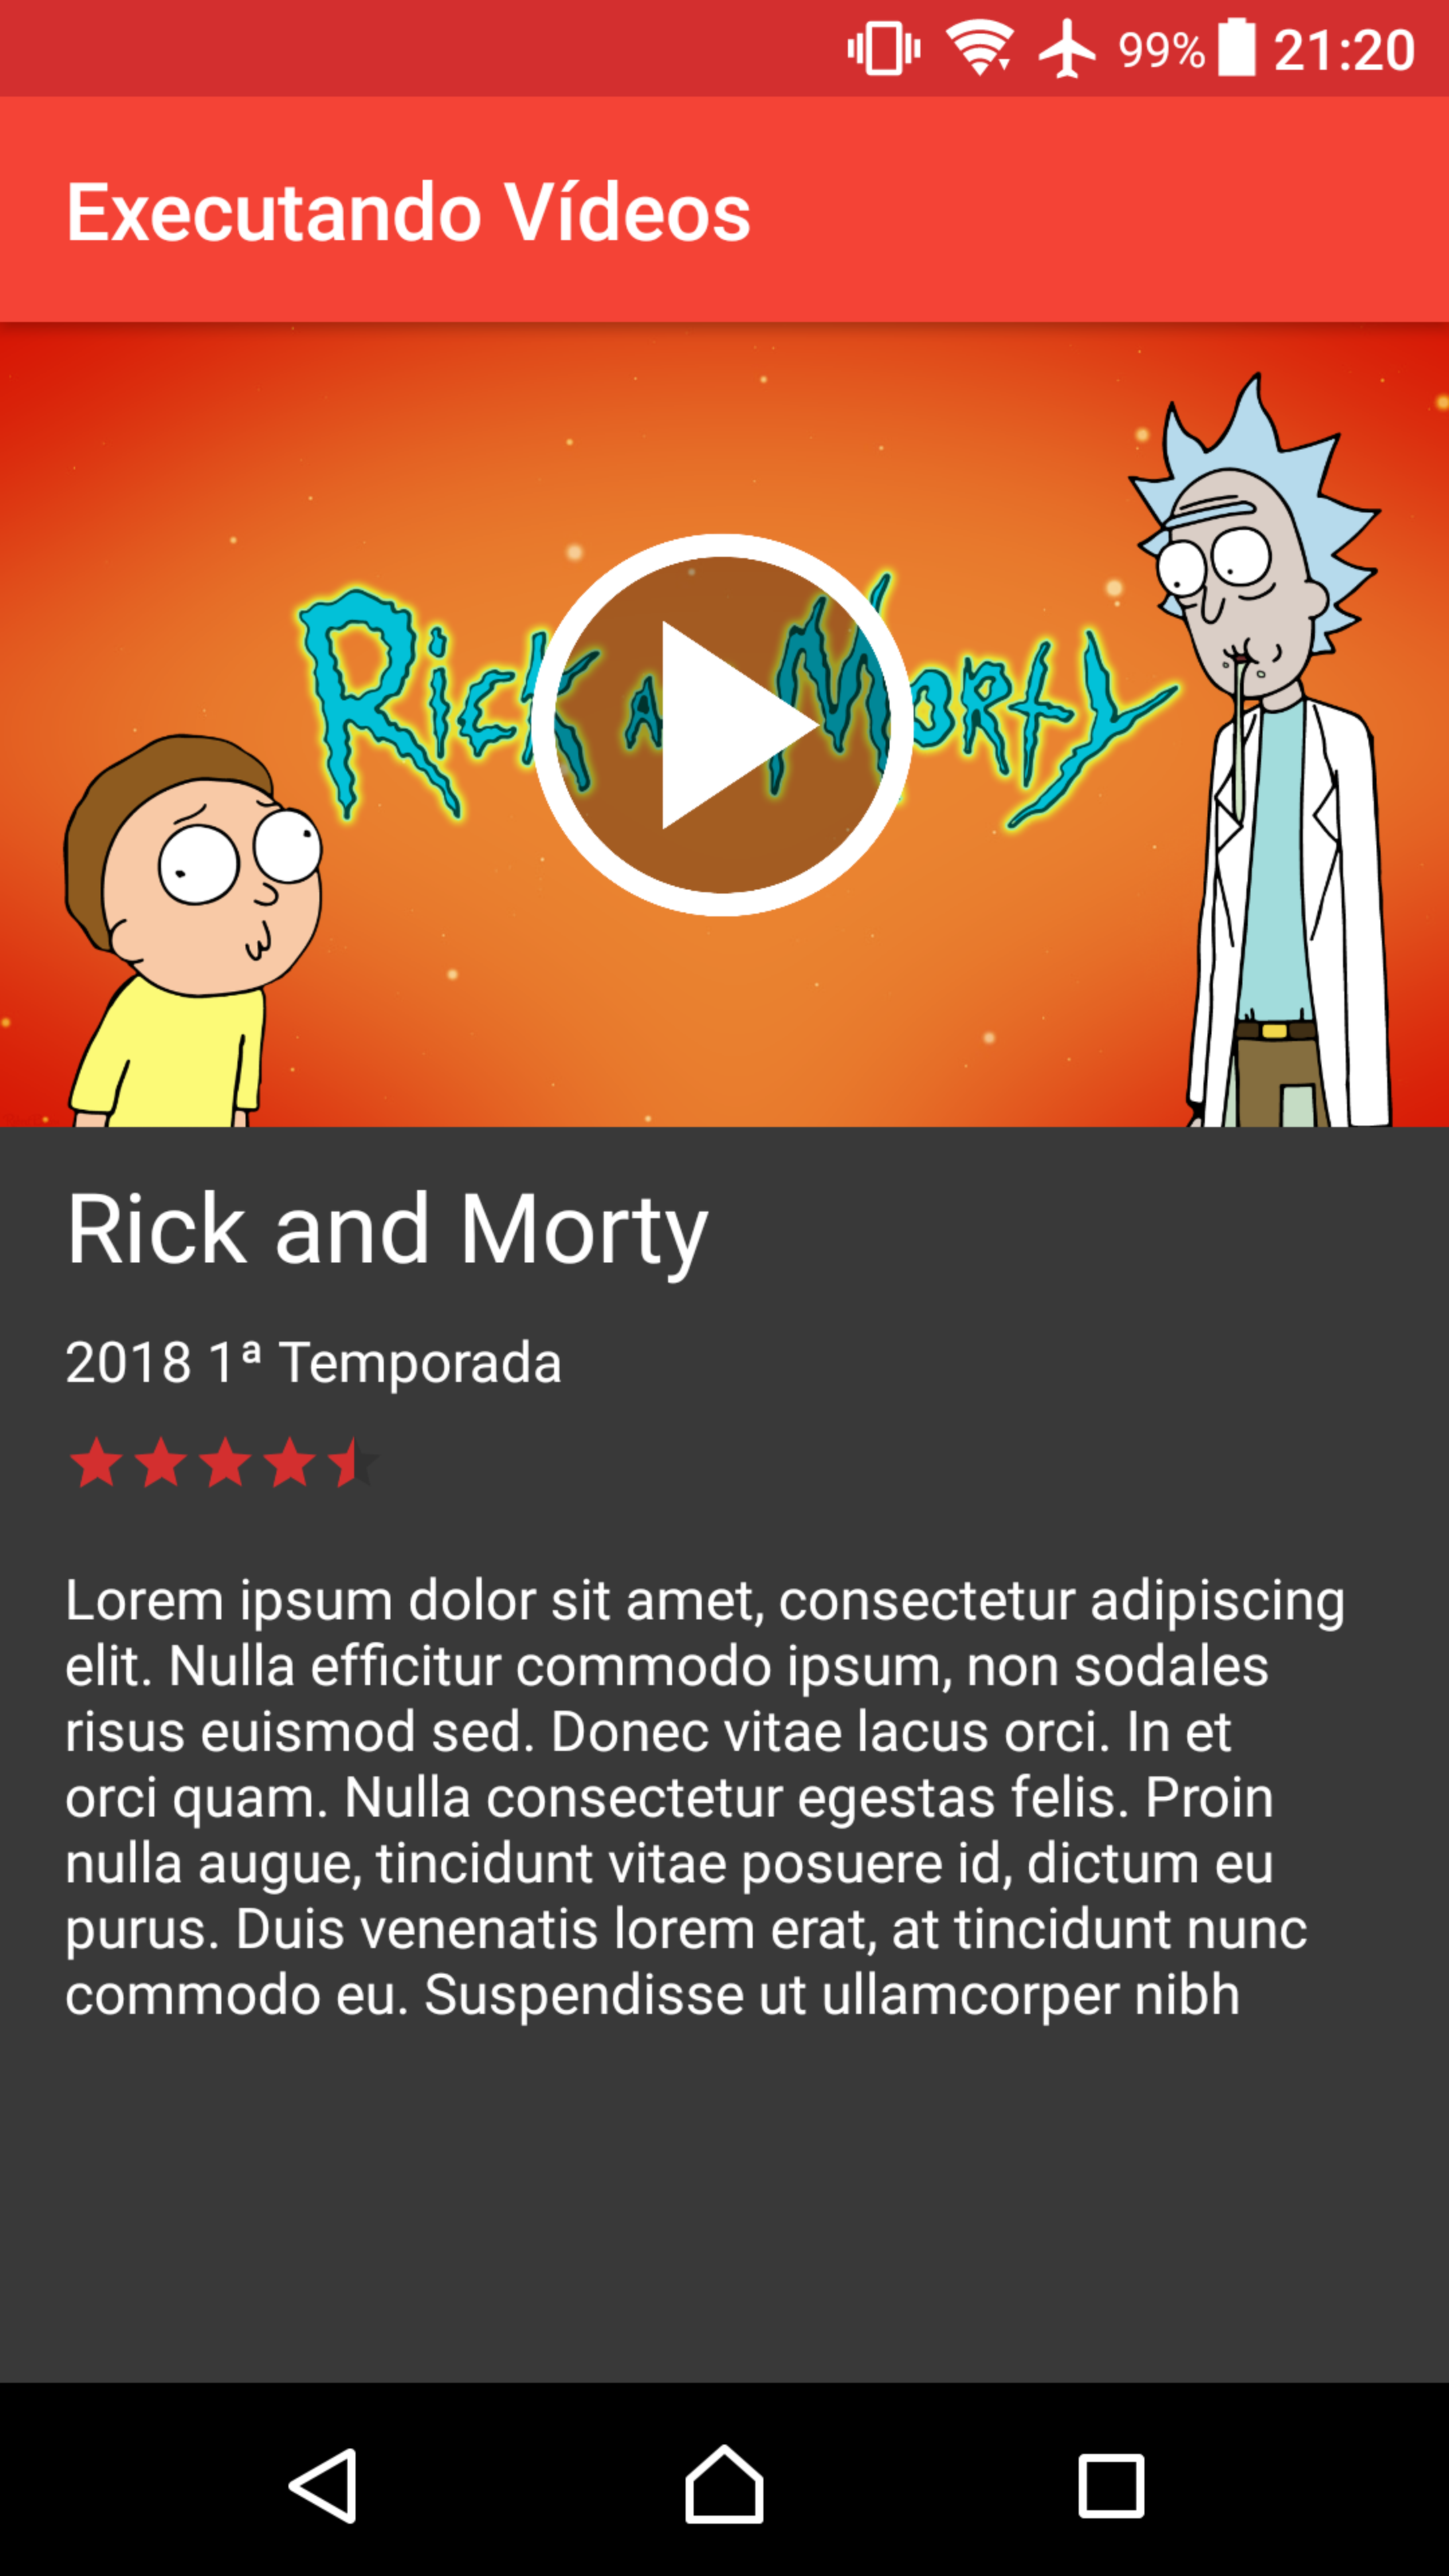 99% 21:20
Executando Vídeos
Rick and Morty
Rick and Morty
2018 1ª Temporada
Lorem ipsum dolor sit amet, consectetur adipiscing
elit. Nulla efficitur commodo ipsum, non sodales
risus euismod sed. Donec vitae lacus orci. In et
orci quam. Nulla consectetur egestas felis. Proin
nulla augue, tincidunt vitae posuere id, dictum eu
purus. Duis venenatis lorem erat, at tincidunt nunc
commodo eu. Suspendisse ut ullamcorper nibh